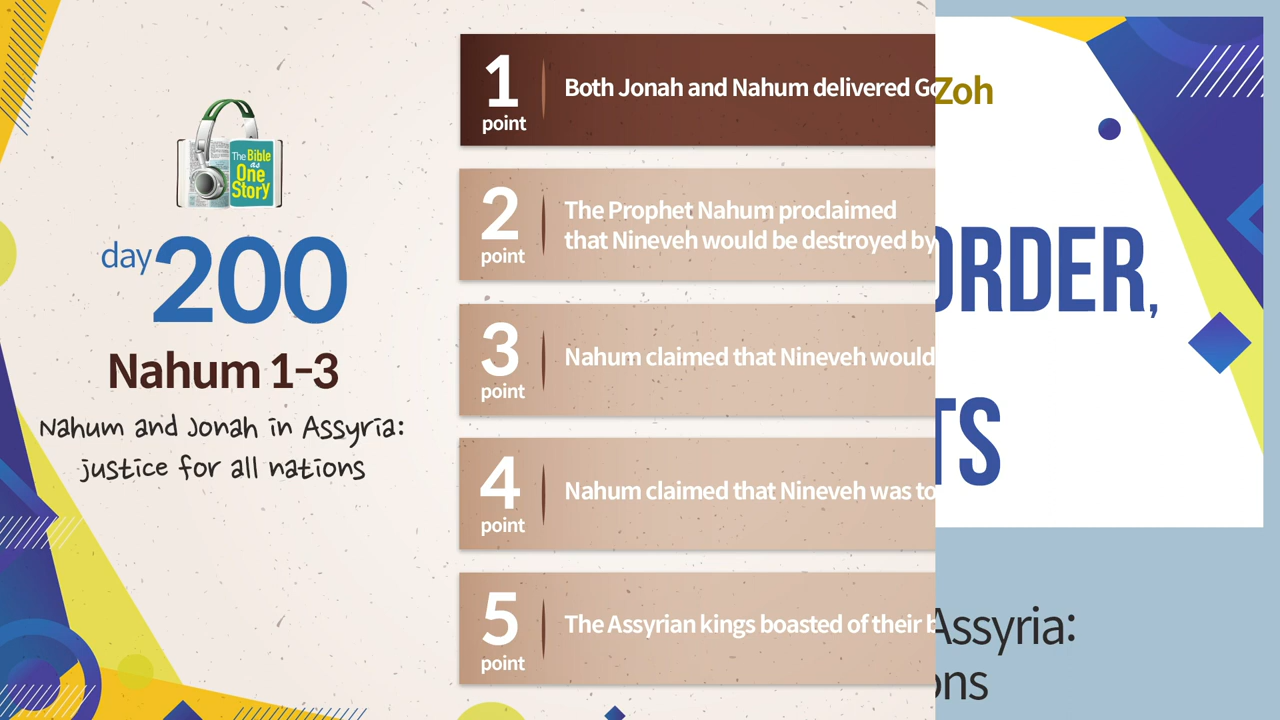 The Bible
as
One
Story
day 200
Nahum 1-3
Nahum and Jonah in Assyria:
justice for all nations
1
point
Both Jonah and Nahum delivered
2
point
The Prophet Nahum proclaimed
that Nineveh would be destroyed by
3
point
Nahum claimed that Nineveh would
4
point
Nahum claimed that Nineveh was to
5
point
The Assyrian kings boasted of their
Zoh
ORDER,
TS
Assyria:
ons